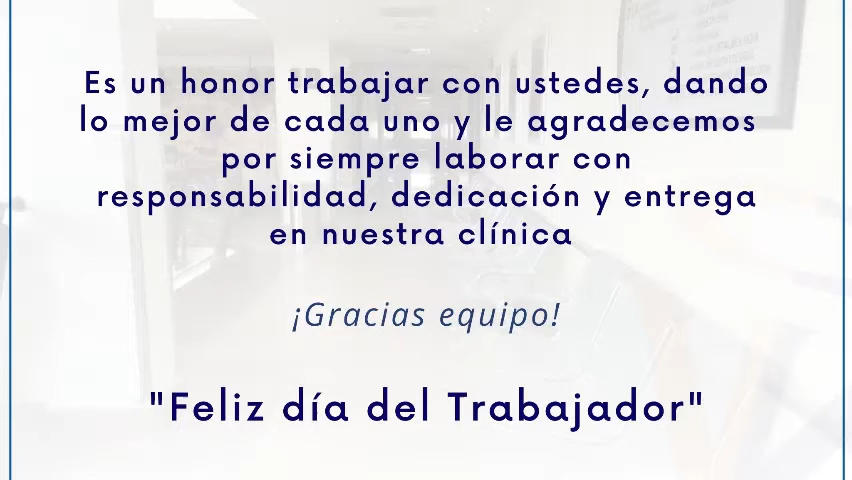 Es un honor trabajar con ustedes, dando
lo mejor de cada uno y le agradecemos
por siempre laborar con
responsabilidad, dedicación y entrega
en nuestra clínica
¡Gracias equipo!
"Feliz día del Trabajador"